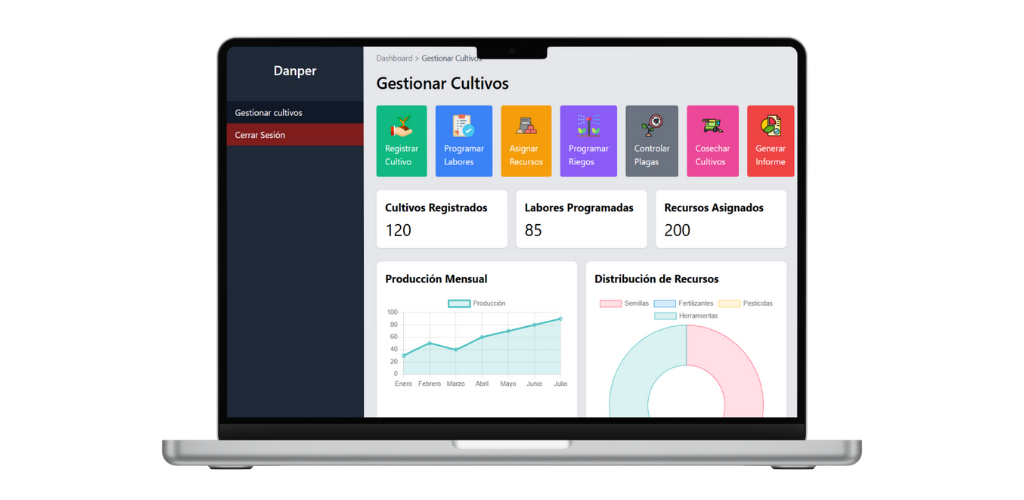 Danper
Gestionar cultivos
Cerrar Sesión
Dashboard > Gestionar Cultivos
Gestionar Cultivos
Registrar
Cultivo
Programar
Labores
Asignar
Recursos
Programar
Riegos
Controlar
Plagas
Cosechar
Cultivos
Generar
Informe
Cultivos Registrados
120
Labores Programadas
85
Recursos Asignados
200
Producción Mensual
Producción
100
80
60
40
20
0
Enero Febrero Marzo Abril Mayo Junio Julio
Distribución de Recursos
Semillas Fertilizantes Pesticidas
Herramientas